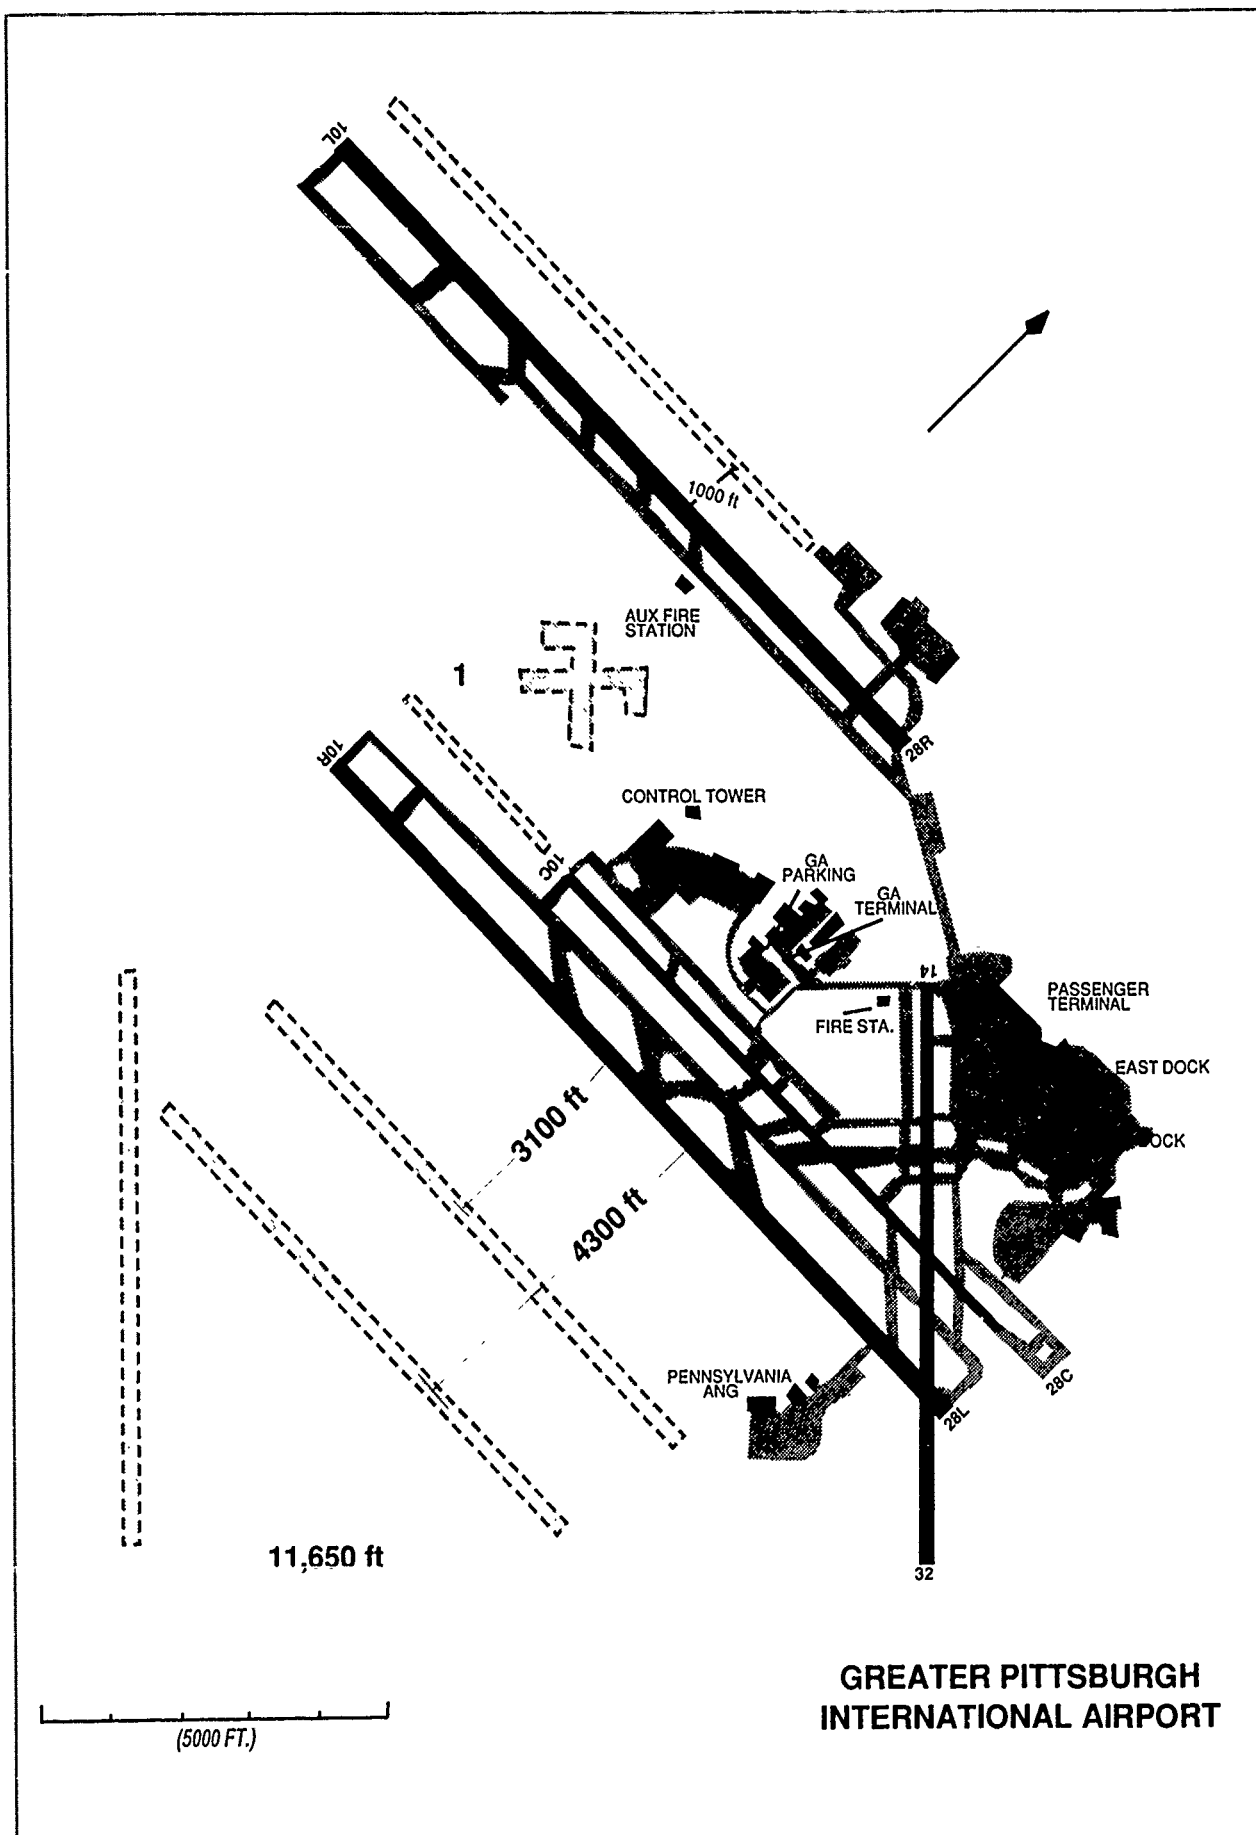 10L
1000 ft
AUX FIRE
STATION
1
28R
10R
CONTROL TOWER
10C
GA
PARKING
GA
TERMINAL
14
PASSENGER
TERMINAL
FIRE STA.
EAST DOCK
3100 ft
OCK
4300 ft
PENNSYLVANIA
ANG
28C
28L
11,650 ft
32
GREATER PITTSBURGH
INTERNATIONAL AIRPORT
(5000 FT.)